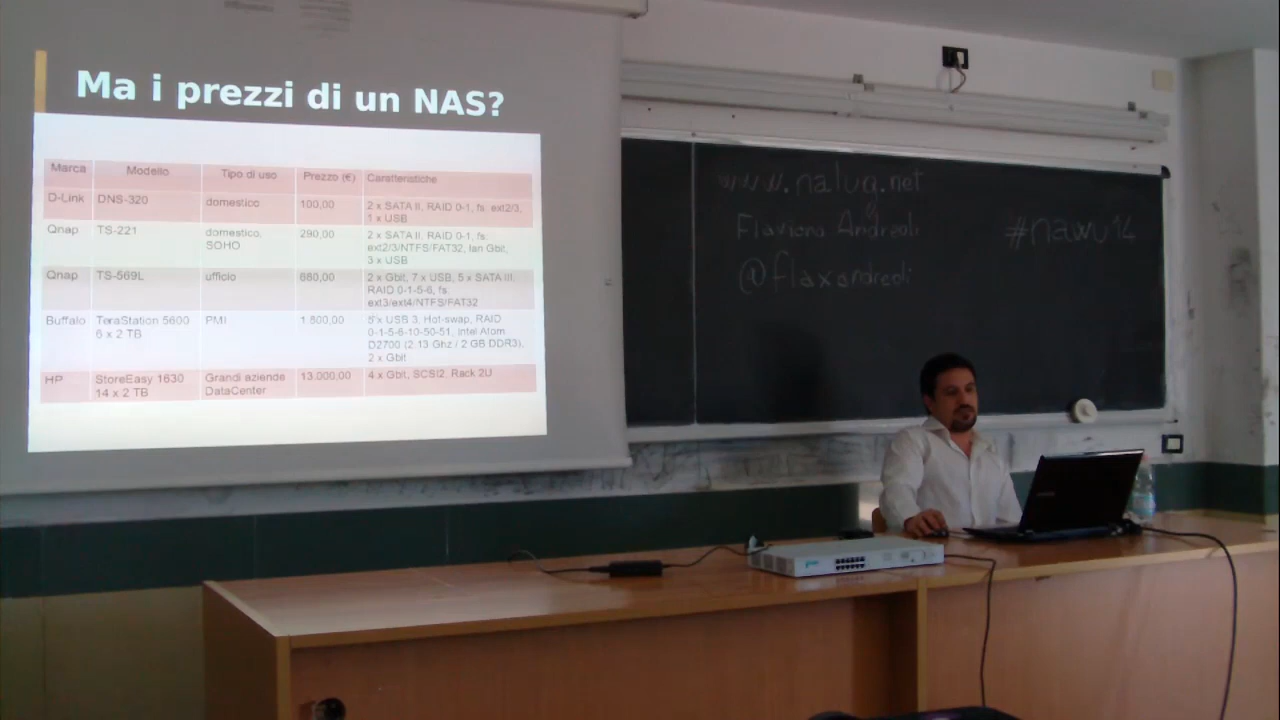 Ma i prezzi di un NAS?
Marca Modello Tipo di uso Prezzo (€) Caratteristiche
D-Link DNS-320 domestico 100,00 2 x SATA II, RAID 0-1, fs: ext2/3,
1 x USB
Qnap TS-221 domestico, 290,00 2 x SATA II, RAID 0-1, fs:
SOHO ext2/3/NTFS/FAT32, lan Gbit,
3 x USB
Qnap TS-569L ufficio 680,00 2 x Gbit, 7 x USB, 5 x SATA III
RAID 0-1-5-6, fs:
ext3/ext4/NTFS/FAT32
Buffalo TeraStation 5600 PMI 1.800,00 5 x USB 3, Hot-swap, RAID
6 x 2 TB 0-1-5-6-10-50-51, Intel Atom
D2700 (2.13 Ghz / 2 GB DDR3),
2 x Gbit
HP StoreEasy 1630 Grandi aziende 13.000,00 4 x Gbit, SCSI2, Rack 2U
14 x 2 TB DataCenter
www.nalug.net
Flaviano Andreoli
@flaxandreoli
#nawu14